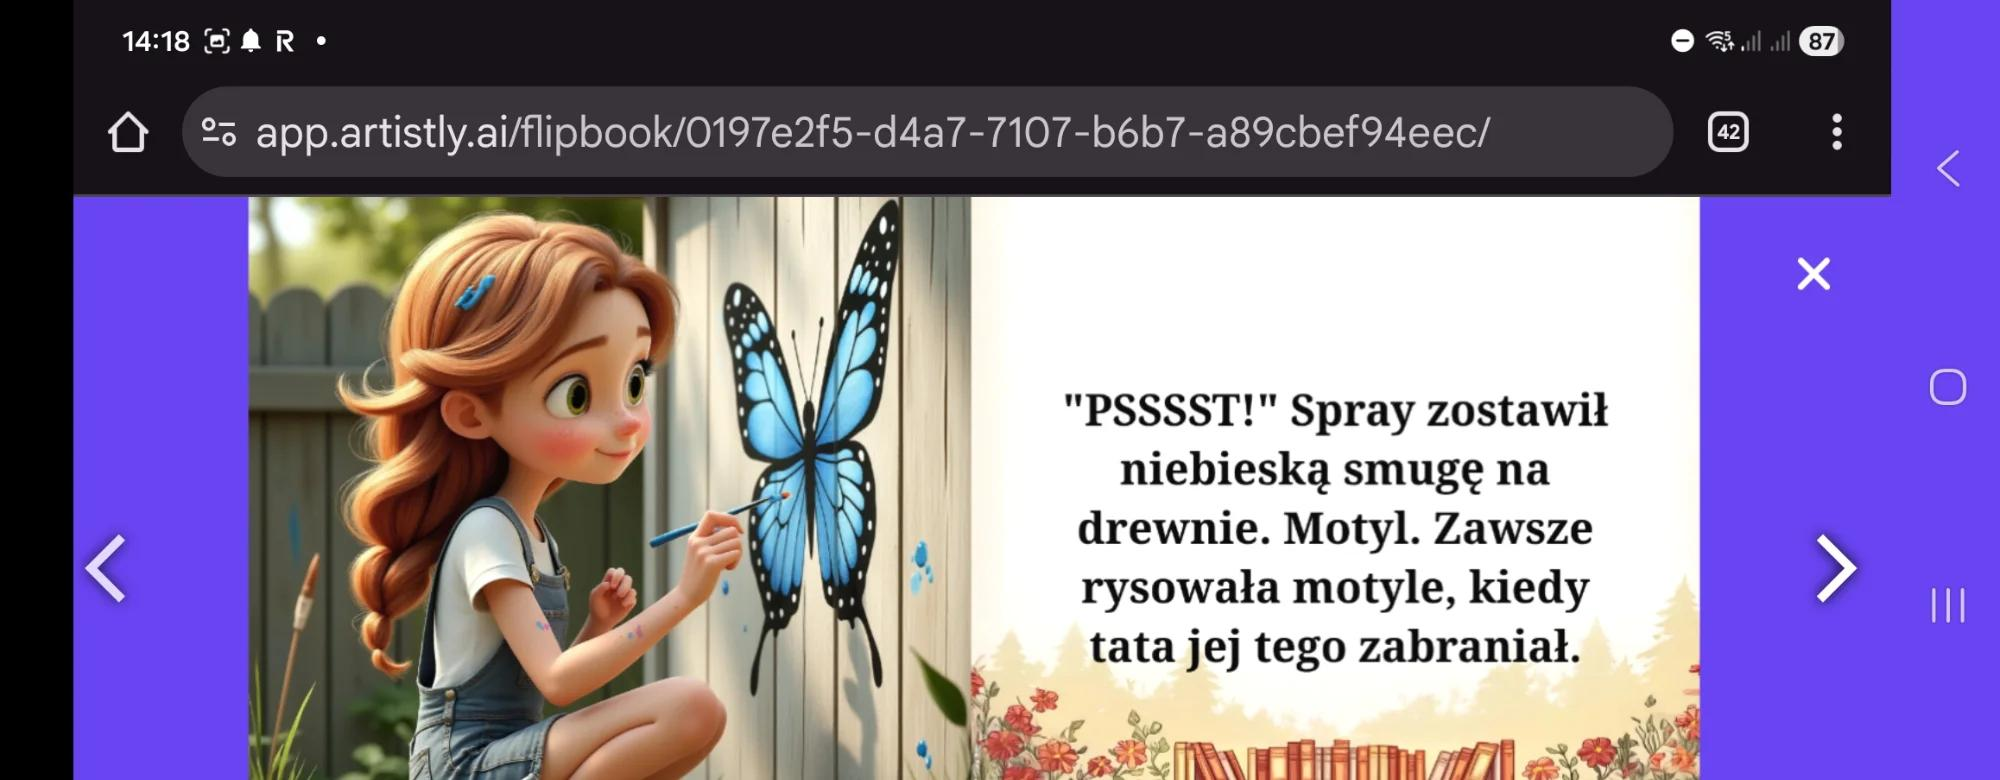 14:18
87
app.artistly.ai/flipbook/0197e2f5-d4a7-7107-b6b7-a89cbef94eec/
42
"PSSSST!" Spray zostawił
niebieską smugę na
drewnie. Motyl. Zawsze
rysowała motyle, kiedy
tata jej tego zabraniał.